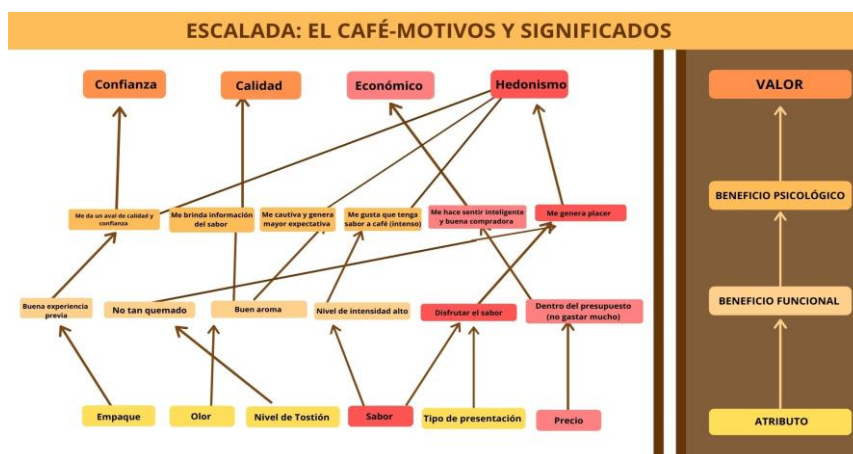 ESCALADA: EL CAFÉ-MOTIVOS Y SIGNIFICADOS
Confianza
Calidad
Económico
Hedonismo
VALOR
Me da un aval de calidad y
confianza
Me brinda información
del sabor
Me cautiva y genera
mayor expectativa
Me gusta que tenga
sabor a café (intenso)
Me hace sentir inteligente
y buena compradora
Me genera placer
BENEFICIO PSICOLÓGICO
Buena experiencia
previa
No tan quemado
Buen aroma
Nivel de intensidad alto
Disfrutar el sabor
Dentro del presupuesto
(no gastar mucho)
BENEFICIO FUNCIONAL
Empaque
Olor
Nivel de Tostión
Sabor
Tipo de presentación
Precio
ATRIBUTO